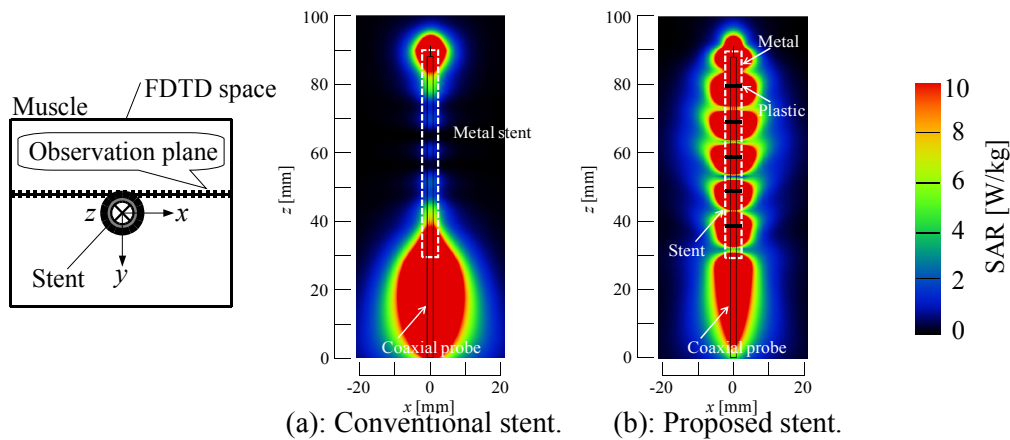 FDTD space
Muscle
Observation plane
z
x
Stent
y
100
80
60
40
20
0
z [mm]
Metal stent
Coaxial probe
-20
0
20
x [mm]
(a): Conventional stent.
100
80
60
40
20
0
z [mm]
Metal
Plastic
Stent
Coaxial probe
-20
0
20
x [mm]
(b): Proposed stent.
10
8
6
4
2
0
SAR [W/kg]